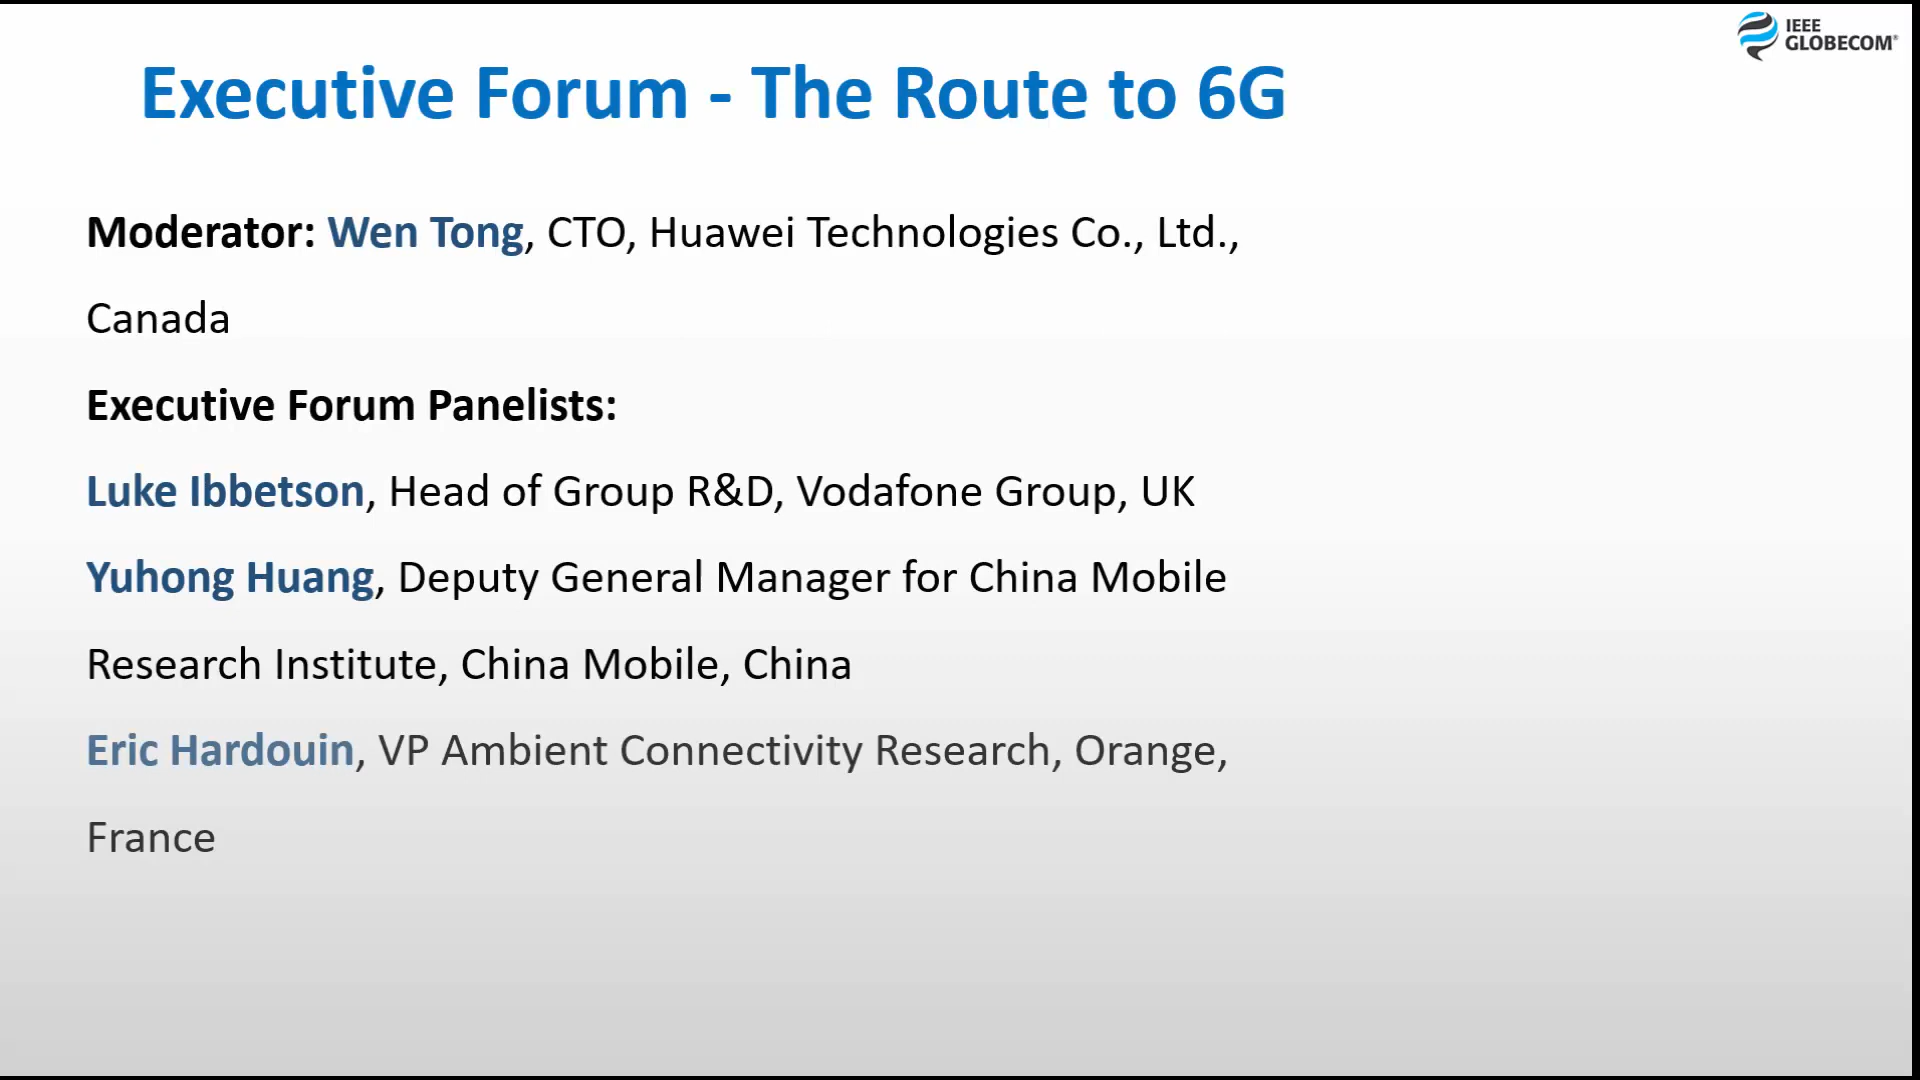 IEEE
GLOBECOM®
Executive Forum - The Route to 6G
Moderator: Wen Tong, CTO, Huawei Technologies Co., Ltd.,
Canada
Executive Forum Panelists:
Luke Ibbetson, Head of Group R&D, Vodafone Group, UK
Yuhong Huang, Deputy General Manager for China Mobile
Research Institute, China Mobile, China
Eric Hardouin, VP Ambient Connectivity Research, Orange,
France